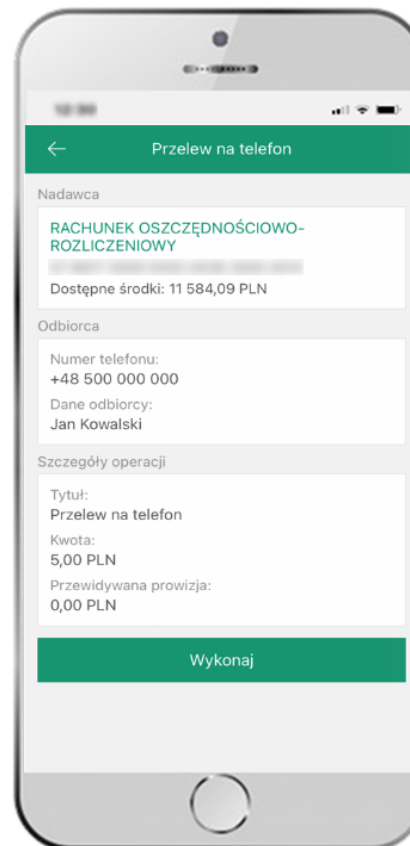 Przelew na telefon
Nadawca
RACHUNEK OSZCZĘDNOŚCIOWO-
ROZLICZENIOWY
Dostępne środki: 11 584,09 PLN
Odbiorca
Numer telefonu:
+48 500 000 000
Dane odbiorcy:
Jan Kowalski
Szczegóły operacji
Tytuł:
Przelew na telefon
Kwota:
5,00 PLN
Przewidywana prowizja:
0,00 PLN
Wykonaj